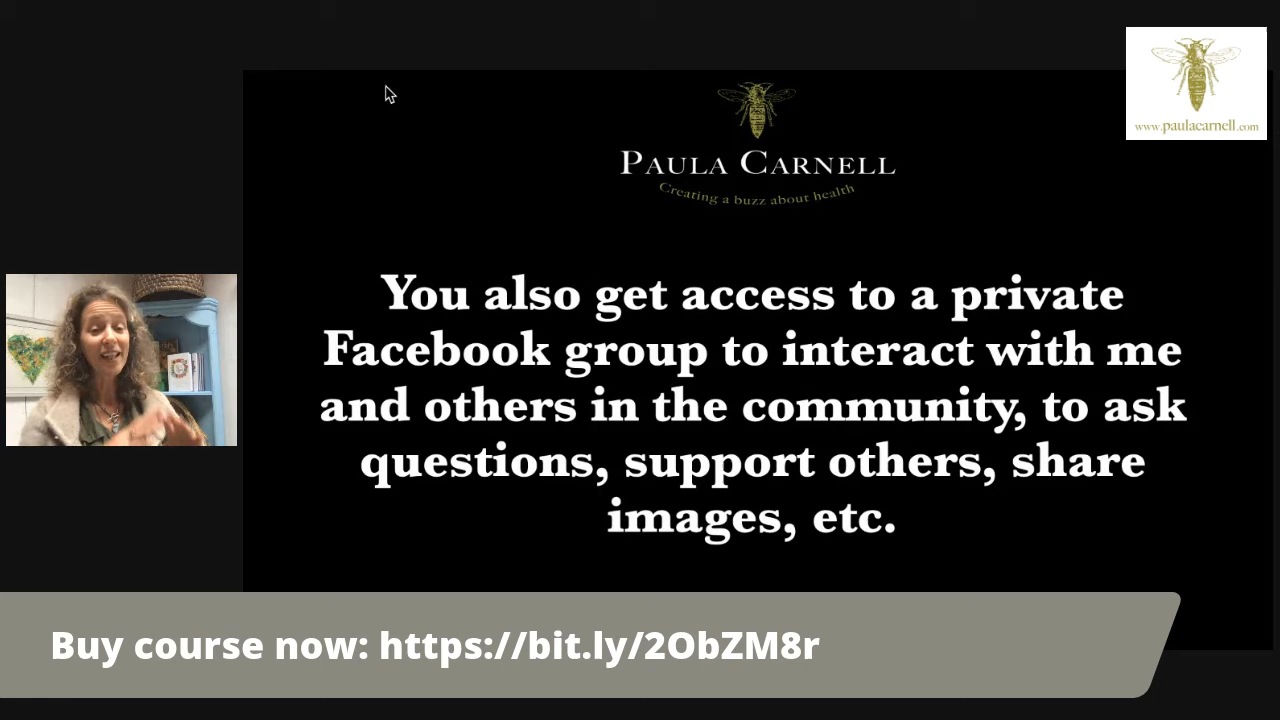 www.paulacarnell.com
PAULA CARNELL
Creating a buzz about health
You also get access to a private
Facebook group to interact with me
and others in the community, to ask
questions, support others, share
images, etc.
Buy course now: https://bit.ly/2ObZM8r